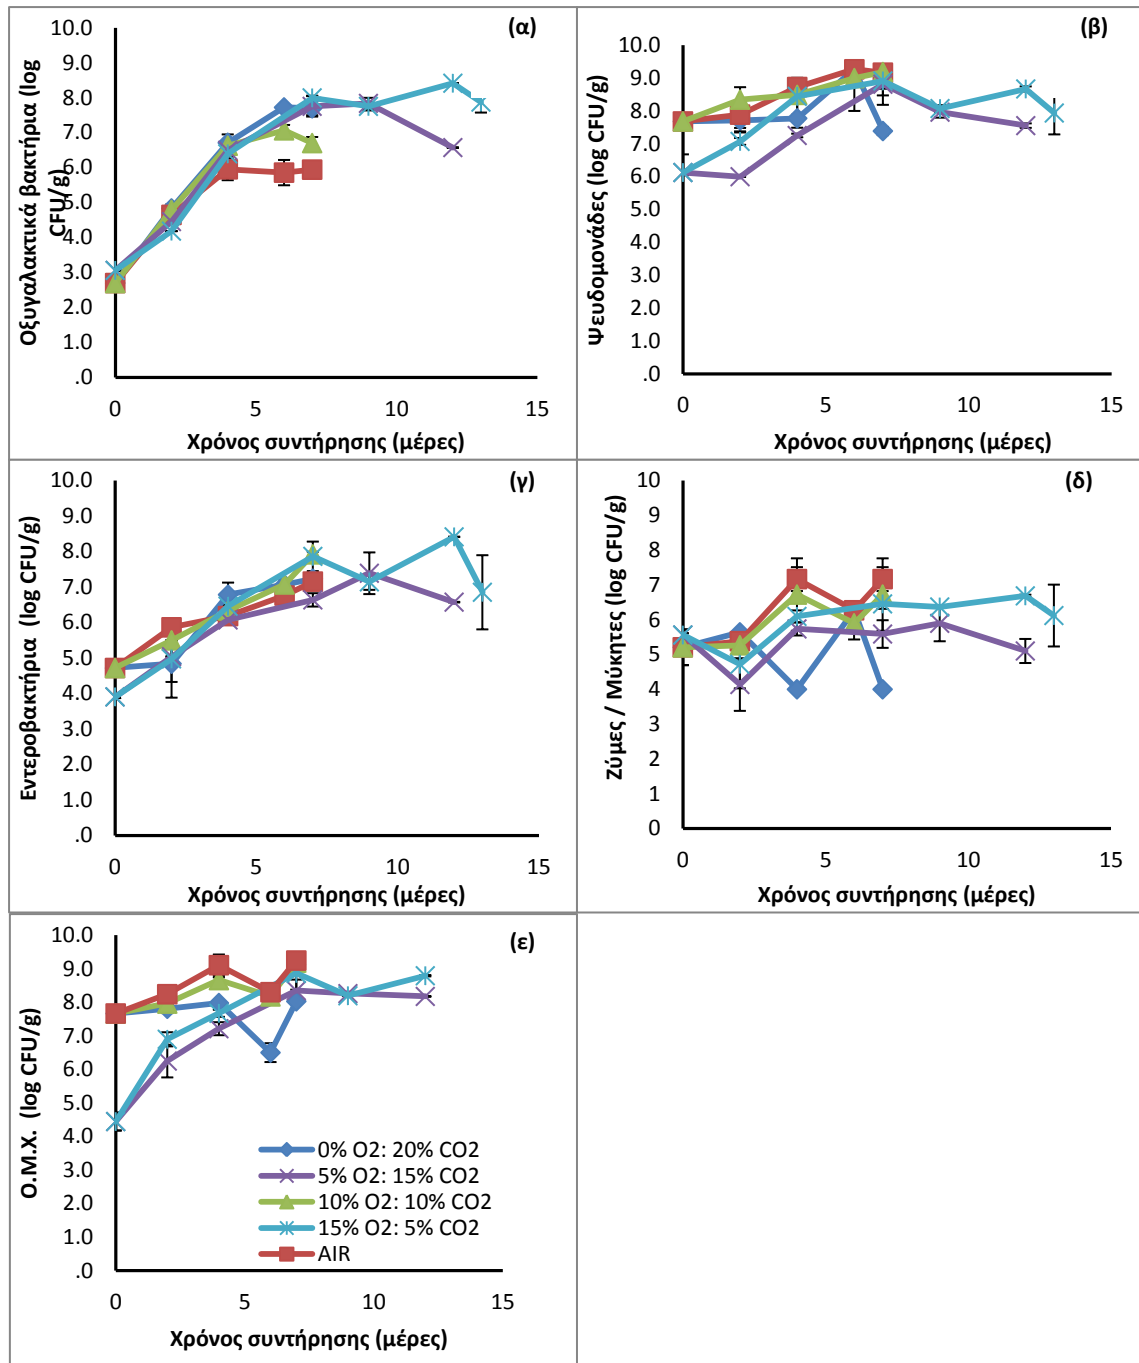 (α)
Οξυγαλακτικά βακτήρια (log
CFU/g)
10.0
9.0
8.0
7.0
6.0
5.0
4.0
3.0
2.0
1.0
.0
0 5 10 15
Χρόνος συντήρησης (μέρες)
(β)
Ψευδομονάδες (log CFU/g)
10.0
9.0
8.0
7.0
6.0
5.0
4.0
3.0
2.0
1.0
.0
0 5 10 15
Χρόνος συντήρησης (μέρες)
(γ)
Εντεροβακτήρια (log CFU/g)
10.0
9.0
8.0
7.0
6.0
5.0
4.0
3.0
2.0
1.0
.0
0 5 10 15
Χρόνος συντήρησης (μέρες)
(δ)
Ζύμες / Μύκητες (log CFU/g)
10
9
8
7
6
5
4
3
2
1
0
0 5 10 15
Χρόνος συντήρησης (μέρες)
(ε)
Ο.Μ.Χ. (log CFU/g)
10.0
9.0
8.0
7.0
6.0
5.0
4.0
3.0
2.0
1.0
.0
0% O2: 20% CO2
5% O2: 15% CO2
10% O2: 10% CO2
15% O2: 5% CO2
AIR
0 5 10 15
Χρόνος συντήρησης (μέρες)